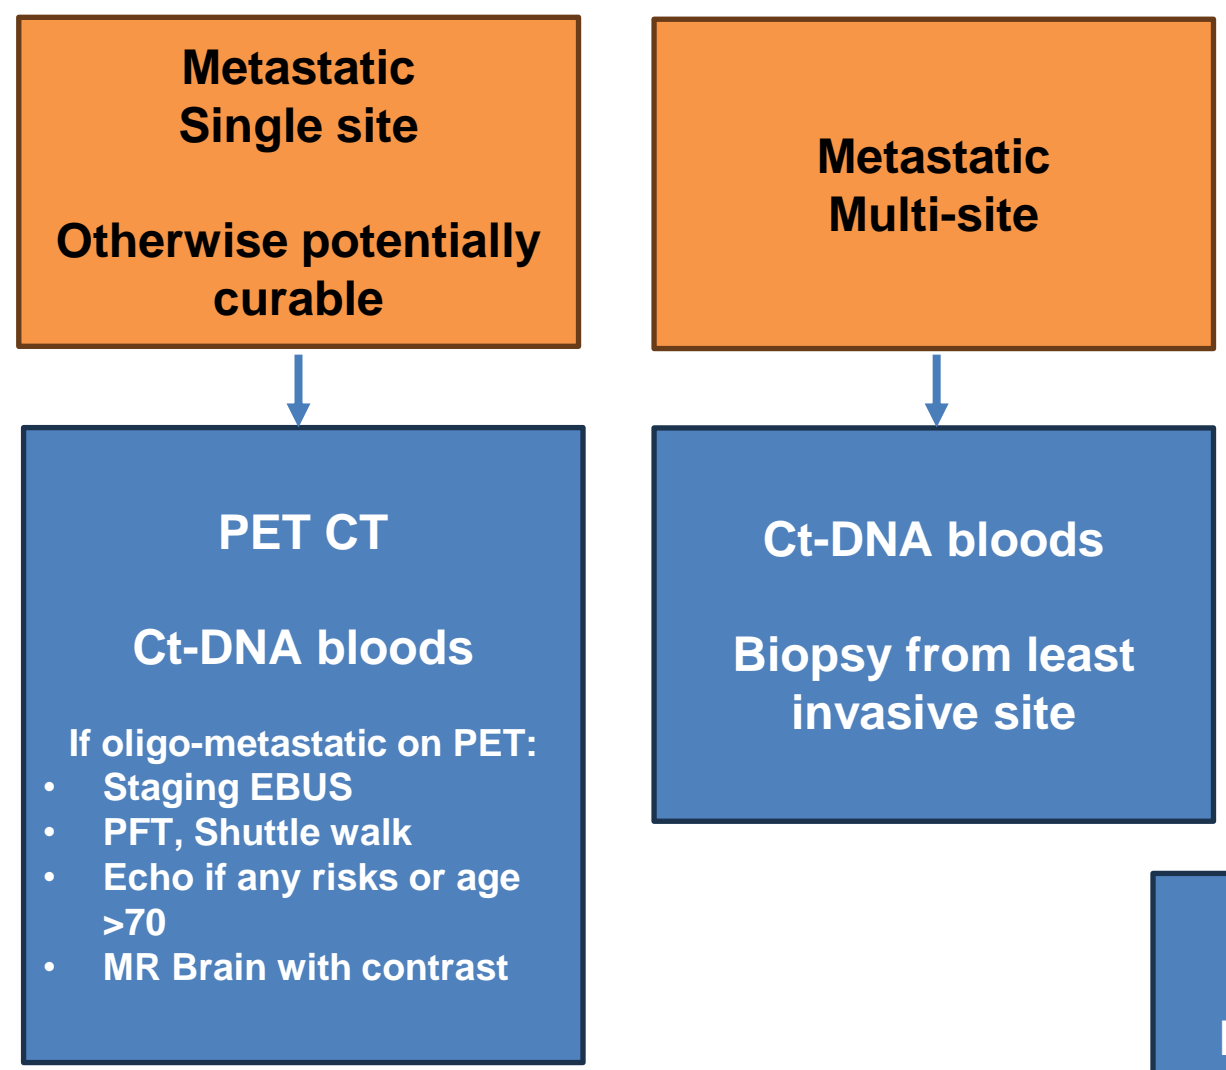 Metastatic
Single site
Otherwise potentially
curable
Metastatic
Multi-site
PET CT
Ct-DNA bloods
If oligo-metastatic on PET:
• Staging EBUS
• PFT, Shuttle walk
• Echo if any risks or age
>70
• MR Brain with contrast
Ct-DNA bloods
Biopsy from least
invasive site